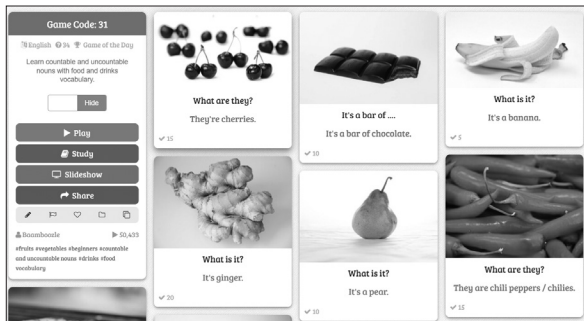 Game Code: 31
English 34 Game of the Day
Learn countable and uncountable
nouns with food and drinks
vocabulary.
Hide
Play
Study
Slideshow
Share
Baamboozle 50,433
#fruits #vegetables #beginners #countable
and uncountable nouns #drinks #food
vocabulary
What are they?
They're cherries.
15
What is it?
It's ginger.
20
It's a bar of ....
It's a bar of chocolate.
10
What is it?
It's a pear.
10
What is it?
It's a banana.
5
What are they?
They are chili peppers / chilies.
15